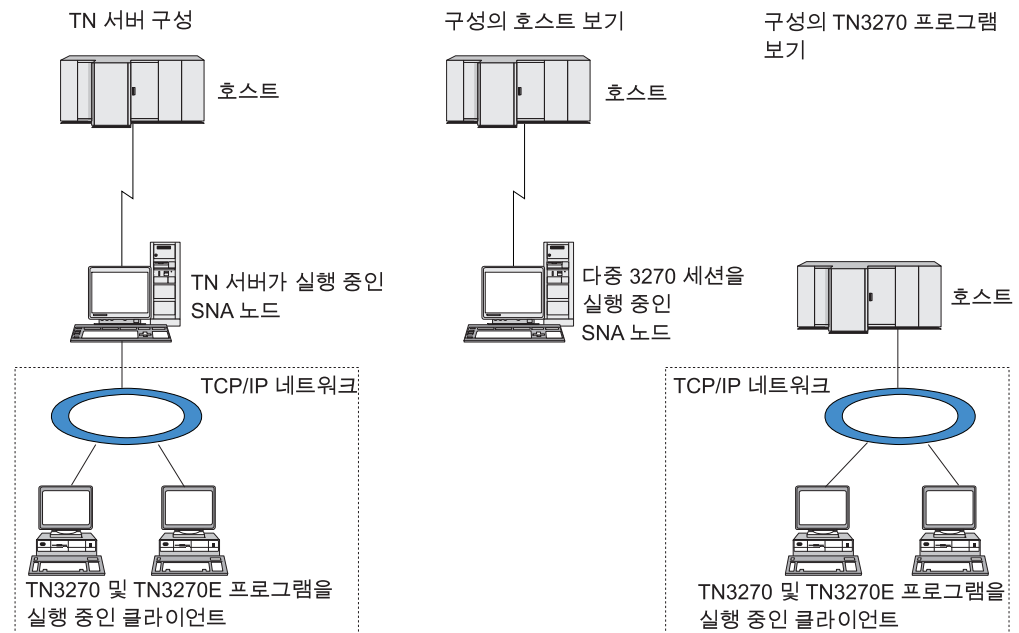 TN 서버 구성
호스트
TN 서버가 실행 중인
SNA 노드
TCP/IP 네트워크
TN3270 및 TN3270E 프로그램을
실행 중인 클라이언트
구성의 호스트 보기
호스트
다중 3270 세션을
실행 중인
SNA 노드
구성의 TN3270 프로그램
보기
호스트
TCP/IP 네트워크
TN3270 및 TN3270E 프로그램을
실행 중인 클라이언트